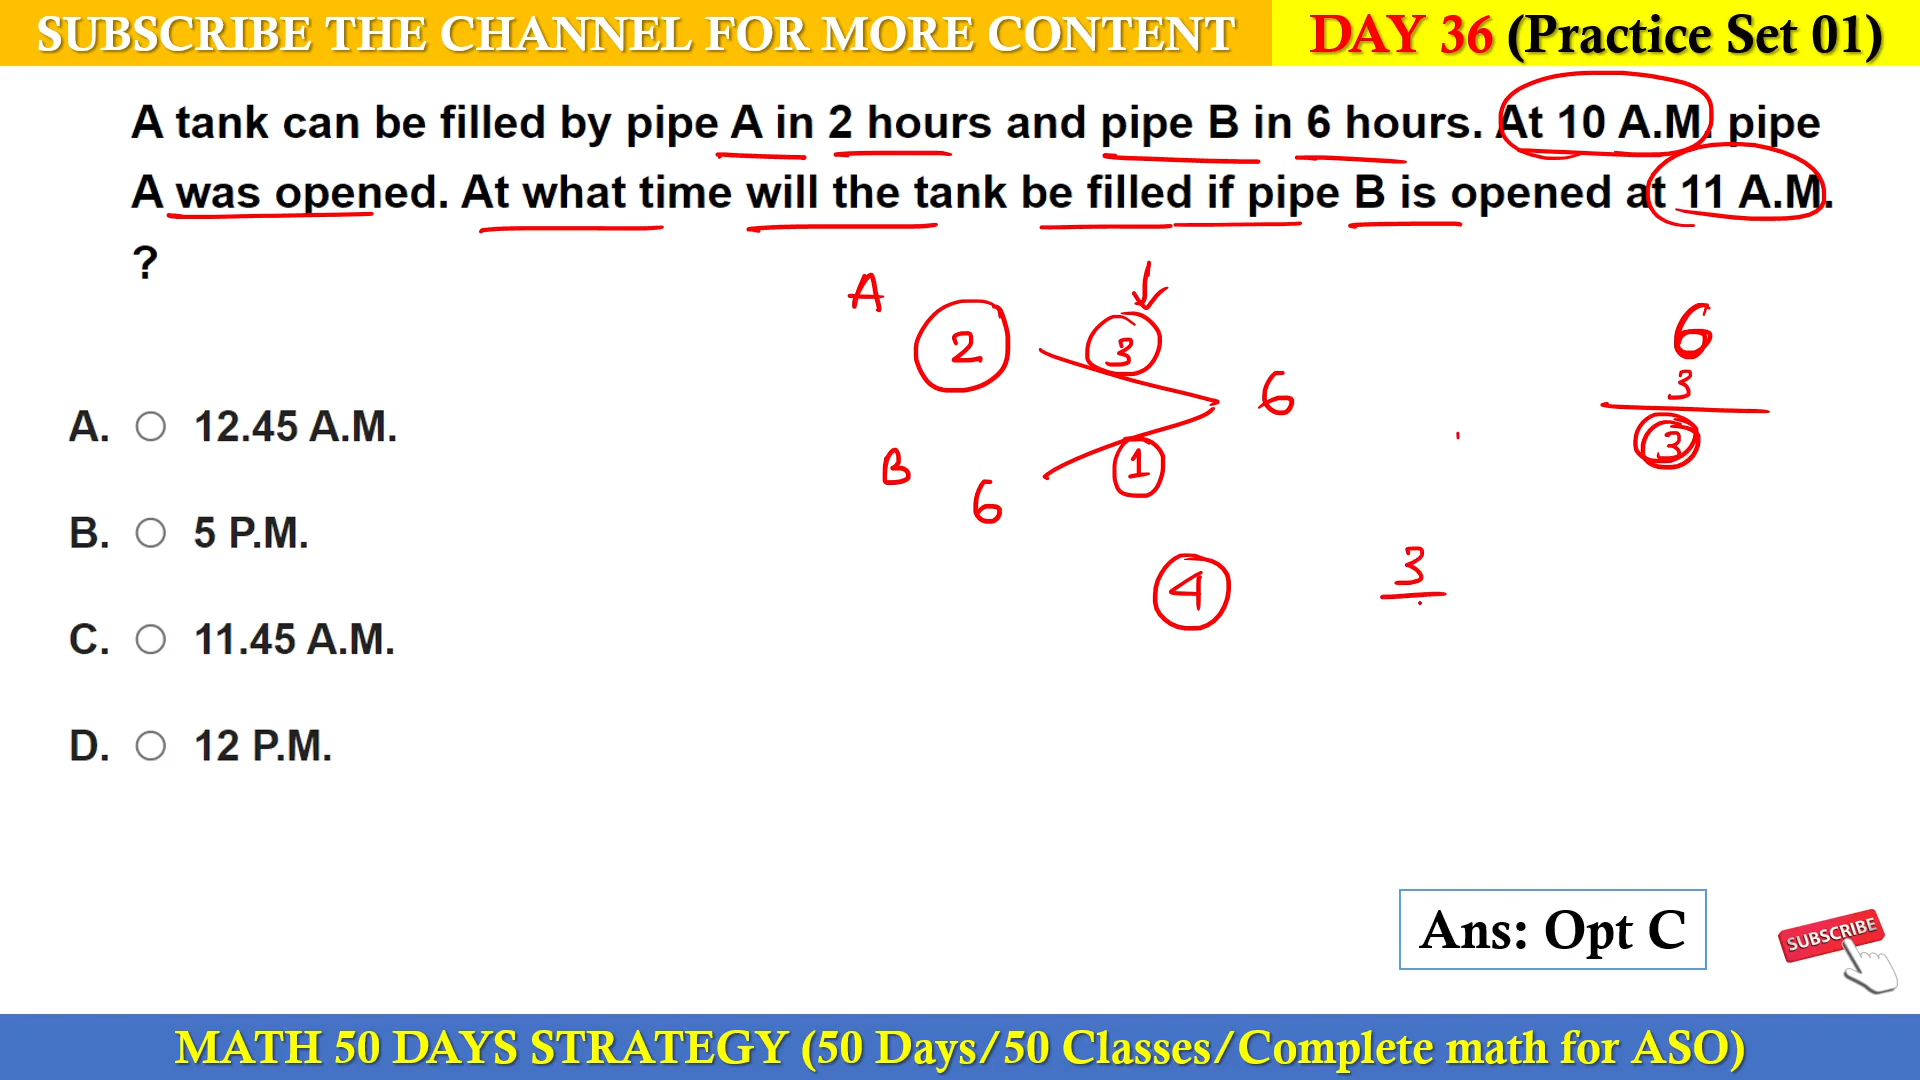 SUBSCRIBE THE CHANNEL FOR MORE CONTENT
DAY 36 (Practice Set 01)
A tank can be filled by pipe A in 2 hours and pipe B in 6 hours. At 10 A.M. pipe
A was opened. At what time will the tank be filled if pipe B is opened at 11 A.M.
?
A
2
3
6
B
6
1
4
6
3
3
3
A. 12.45 A.M.
B. 5 P.M.
C. 11.45 A.M.
D. 12 P.M.
Ans: Opt C
SUBSCRIBE
MATH 50 DAYS STRATEGY (50 Days/50 Classes/Complete math for ASO)